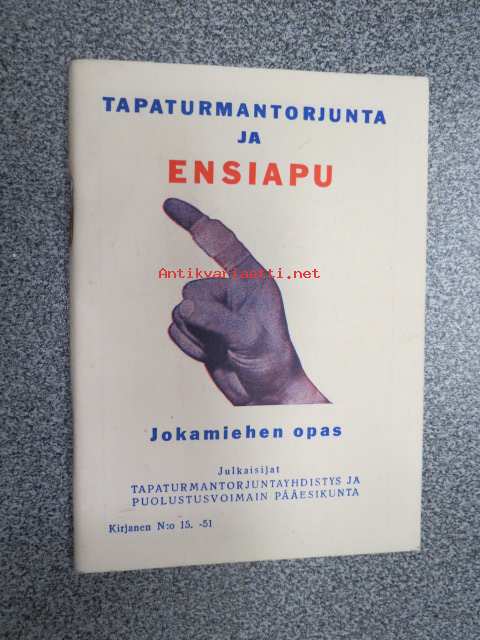 TAPATURMANTORJUNTA
JA
ENSIAPU
Antikvariaatti.net
Jokamiehen opas
Julkaisijat
TAPATURMANTORJUNTAYHDISTYS JA
PUOLUSTUSVOIMAIN PÄÄESIKUNTA
Kirjanen N:o 15. -51